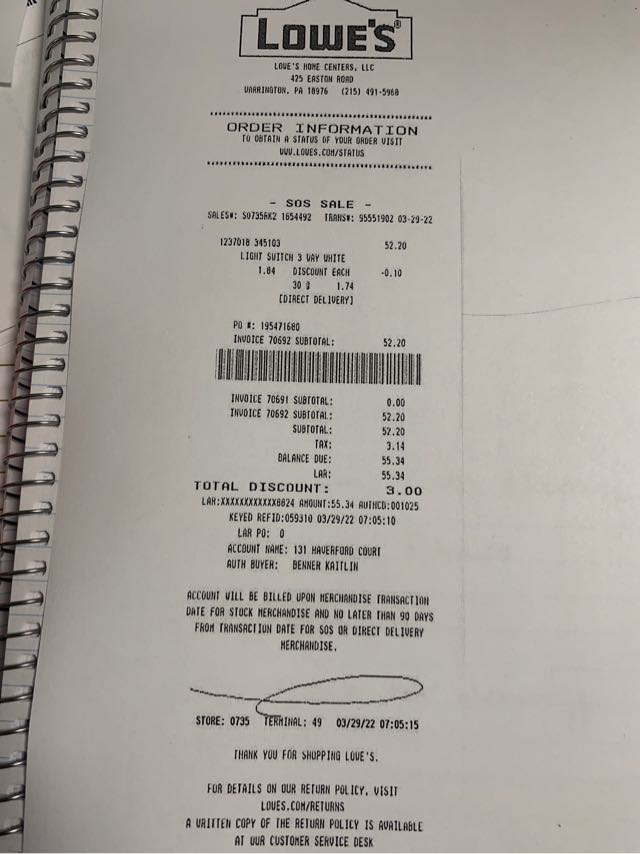 LOWE'S®
LOWE'S HOME CENTERS, LLC
425 EASTON ROAD
WARRINGTON, PA 18976 (215) 491-5968
ORDER INFORMATION
TO OBTAIN A STATUS OF YOUR ORDER VISIT
WWW.LOWES.COM/STATUS
- SOS SALE -
SALES#: S0735AK2 1654492 TRANS#: 95551902 03-29-22
1237018 345103 52.20
LIGHT SWITCH 3 WAY WHITE
1.84 DISCOUNT EACH -0.10
30 @ 1.74
[DIRECT DELIVERY]
PO #: 195471680
INVOICE 70692 SUBTOTAL: 52.20
INVOICE 70691 SUBTOTAL: 0.00
INVOICE 70692 SUBTOTAL: 52.20
SUBTOTAL: 52.20
TAX: 3.14
BALANCE DUE: 55.34
LAR: 55.34
TOTAL DISCOUNT: 3.00
LAR:XXXXXXXXXXXX6824 AMOUNT:55.34 AUTHCD:001025
KEYED REFID:059310 03/29/22 07:05:10
LAR PO: 0
ACCOUNT NAME: 131 HAVERFORD COURT
AUTH BUYER: BENNER KAITLIN
ACCOUNT WILL BE BILLED UPON MERCHANDISE TRANSACTION
DATE FOR STOCK MERCHANDISE AND NO LATER THAN 90 DAYS
FROM TRANSACTION DATE FOR SOS OR DIRECT DELIVERY
MERCHANDISE.
STORE: 0735 TERMINAL: 49 03/29/22 07:05:15
THANK YOU FOR SHOPPING LOWE'S.
FOR DETAILS ON OUR RETURN POLICY, VISIT
LOWES.COM/RETURNS
A WRITTEN COPY OF THE RETURN POLICY IS AVAILABLE
AT OUR CUSTOMER SERVICE DESK